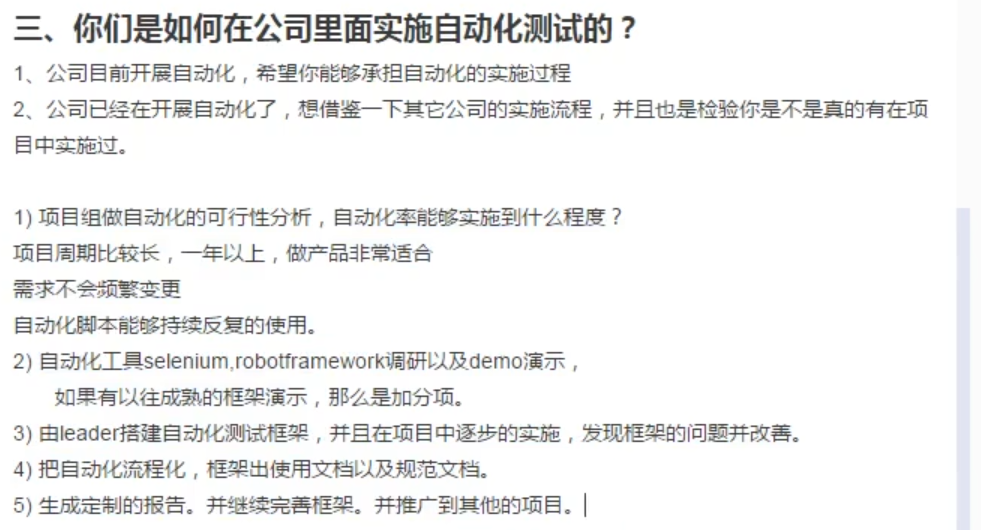 三、你们是如何在公司里面实施自动化测试的？
1、公司目前开展自动化，希望你能够承担自动化的实施过程
2、公司已经在开展自动化了，想借鉴一下其它公司的实施流程，并且也是检验你是不是真的有在项
目中实施过。
1) 项目组做自动化的可行性分析，自动化率能够实施到什么程度？
项目周期比较长，一年以上，做产品非常适合
需求不会频繁变更
自动化脚本能够持续反复的使用。
2) 自动化工具selenium,robotframework调研以及demo演示，
如果有以往成熟的框架演示，那么是加分项。
3) 由leader搭建自动化测试框架，并且在项目中逐步的实施，发现框架的问题并改善。
4) 把自动化流程化，框架出使用文档以及规范文档。
5) 生成定制的报告。并继续完善框架。并推广到其他的项目。